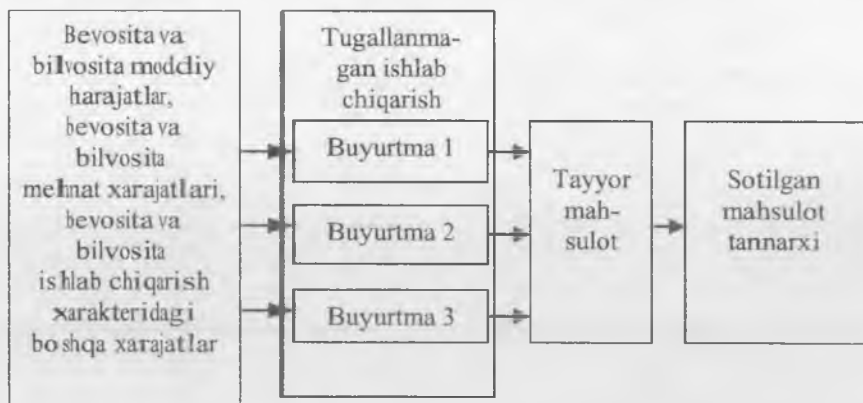 Bevosita va
bilvosita moddiy
harajatlar,
bevosita va
bilvosita
mehnat xarajatlari,
bevosita va
bilvosita
ishlab chiqarish
xarakteridagi
boshqa xarajatlar
Tugallanma-
gan ishlab
chiqarish
Buyurtma 1
Buyurtma 2
Buyurtma 3
Tayyor
mah-
sulot
Sotilgan
mahsulot
tannarxi